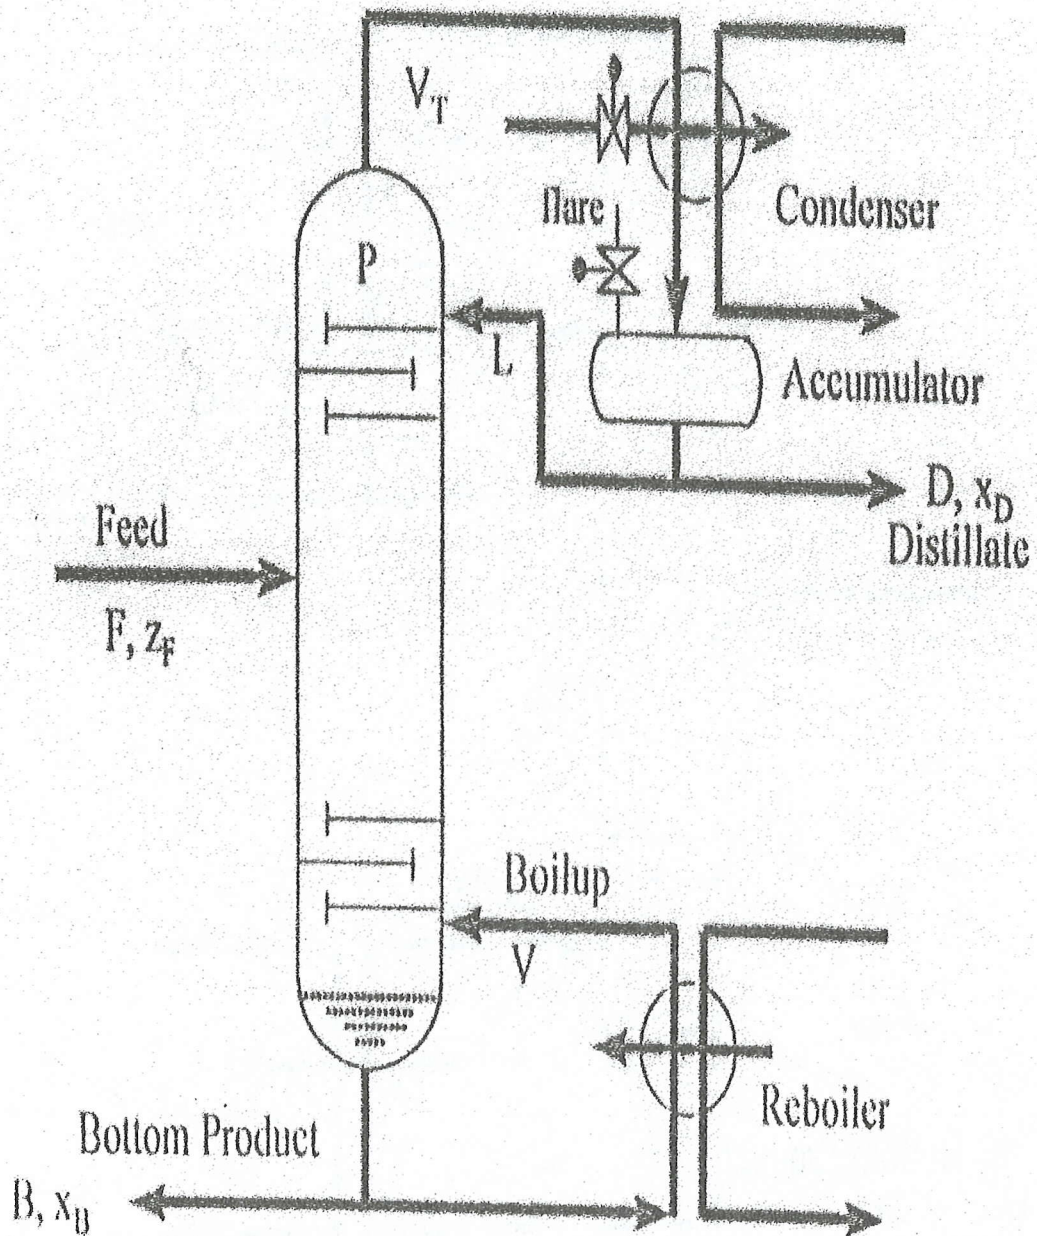 V_T
flare
Condenser
P
L
Accumulator
D, x_D
Distillate
Feed
F, z_F
Boilup
V
Reboiler
Bottom Product
B, x_B